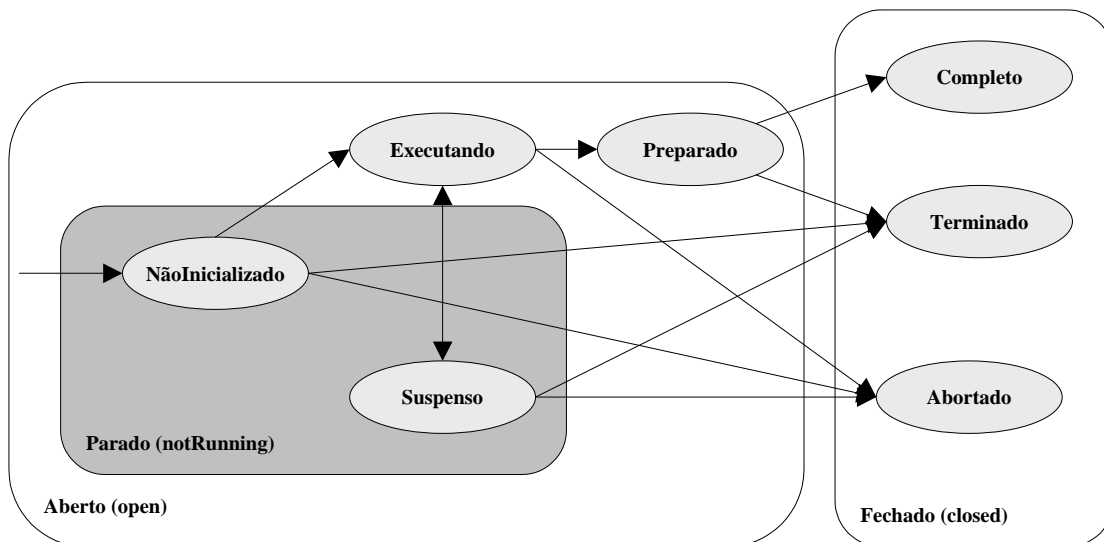 Completo
Executando
Preparado
Terminado
NãoInicializado
Suspenso
Abortado
Parado (notRunning)
Aberto (open)
Fechado (closed)